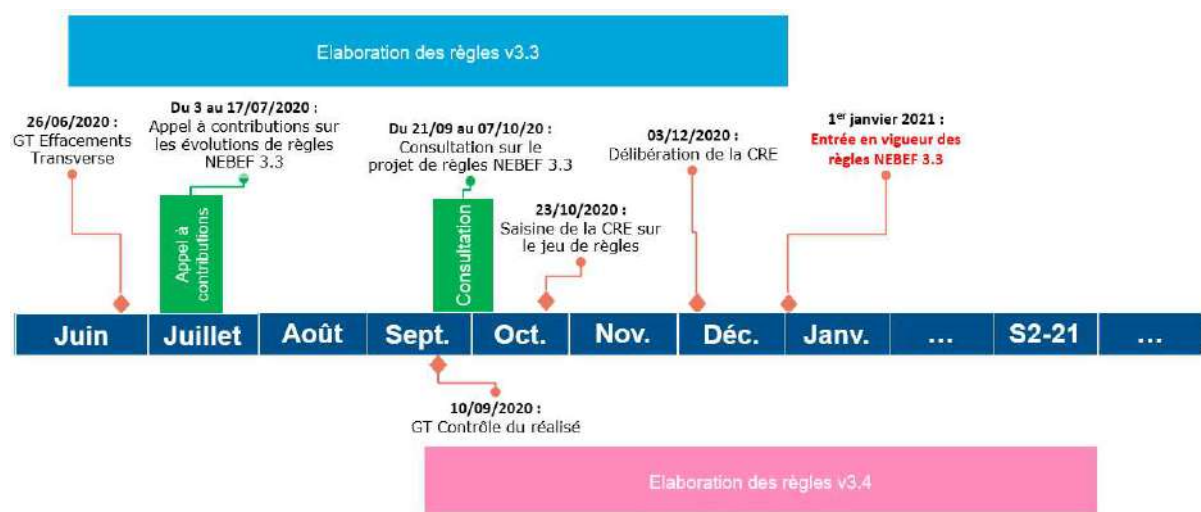 Elaboration des règles v3.3
26/06/2020 :
GT Effacements
Transverse
Du 3 au 17/07/2020 :
Appel à contributions sur
les évolutions de règles
NEBEF 3.3
Du 21/09 au 07/10/20 :
Consultation sur le
projet de règles NEBEF 3.3
03/12/2020 :
Délibération de la CRE
1er janvier 2021 :
Entrée en vigueur des
règles NEBEF 3.3
23/10/2020 :
Saisine de la CRE sur
le jeu de règles
Appel à
contributions
Consultation
Juin
Juillet
Août
Sept.
Oct.
Nov.
Déc.
Janv.
...
S2-21
...
10/09/2020 :
GT Contrôle du réalisé
Elaboration des règles v3.4